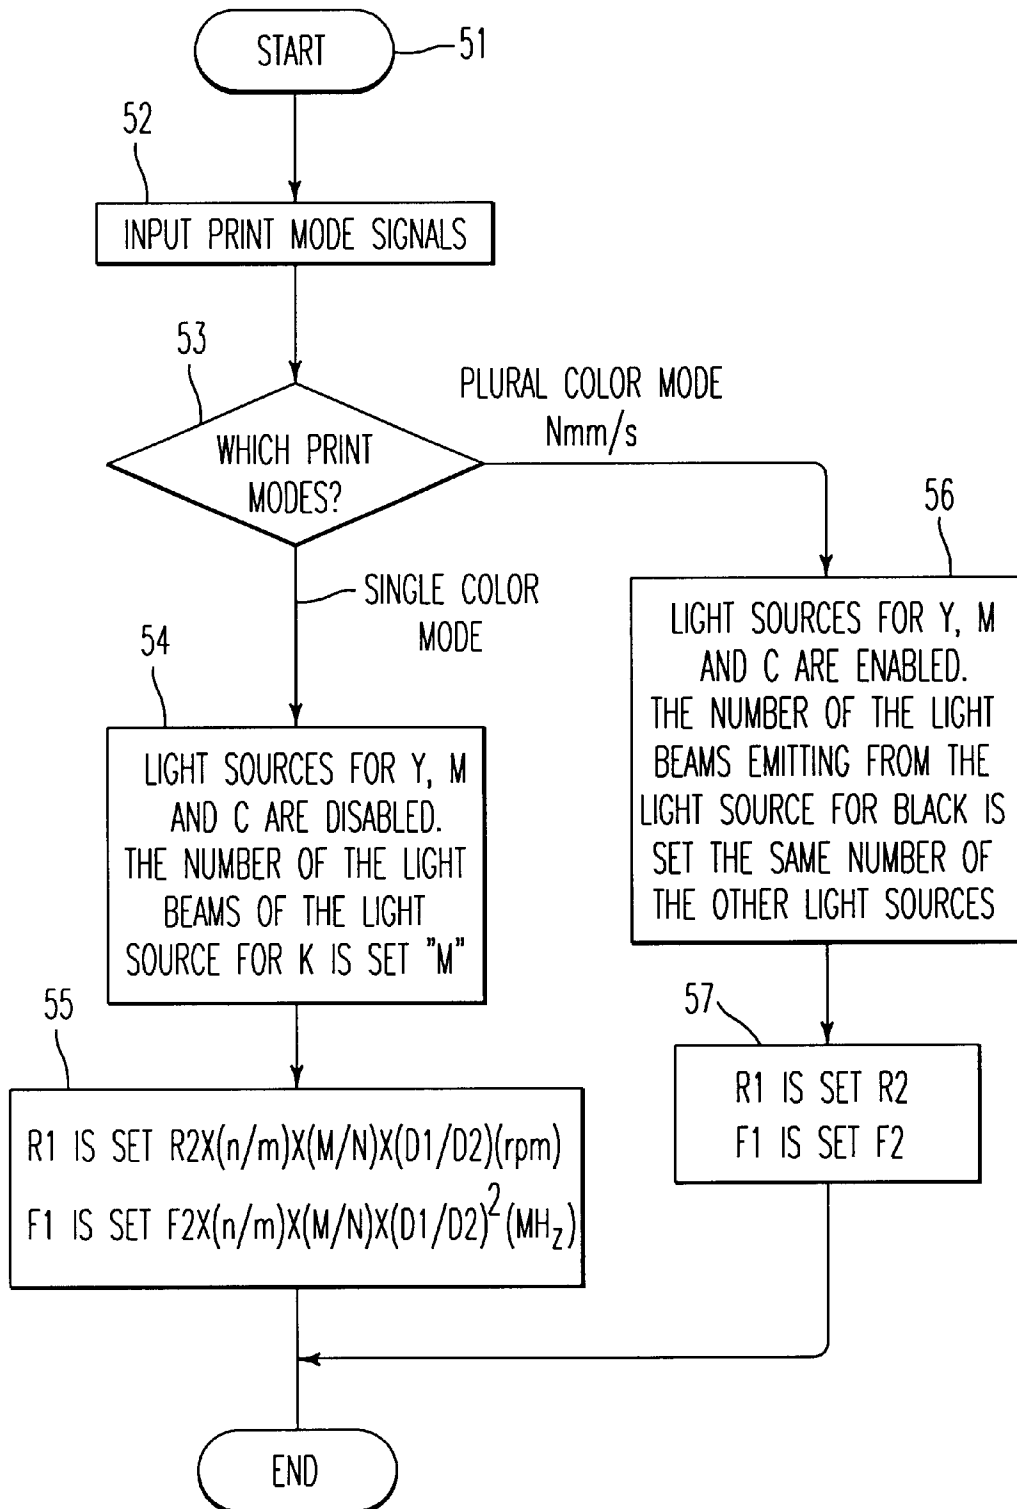 START
51
52
INPUT PRINT MODE SIGNALS
53
WHICH PRINT
MODES?
PLURAL COLOR MODE
Nmm/s
SINGLE COLOR
MODE
54
LIGHT SOURCES FOR Y, M
AND C ARE DISABLED.
THE NUMBER OF THE LIGHT
BEAMS OF THE LIGHT
SOURCE FOR K IS SET "M"
55
R1 IS SET R2X(n/m)X(M/N)X(D1/D2)(rpm)
F1 IS SET F2X(n/m)X(M/N)X(D1/D2)²(MHz)
56
LIGHT SOURCES FOR Y, M
AND C ARE ENABLED.
THE NUMBER OF THE LIGHT
BEAMS EMITTING FROM THE
LIGHT SOURCE FOR BLACK IS
SET THE SAME NUMBER OF
THE OTHER LIGHT SOURCES
57
R1 IS SET R2
F1 IS SET F2
END